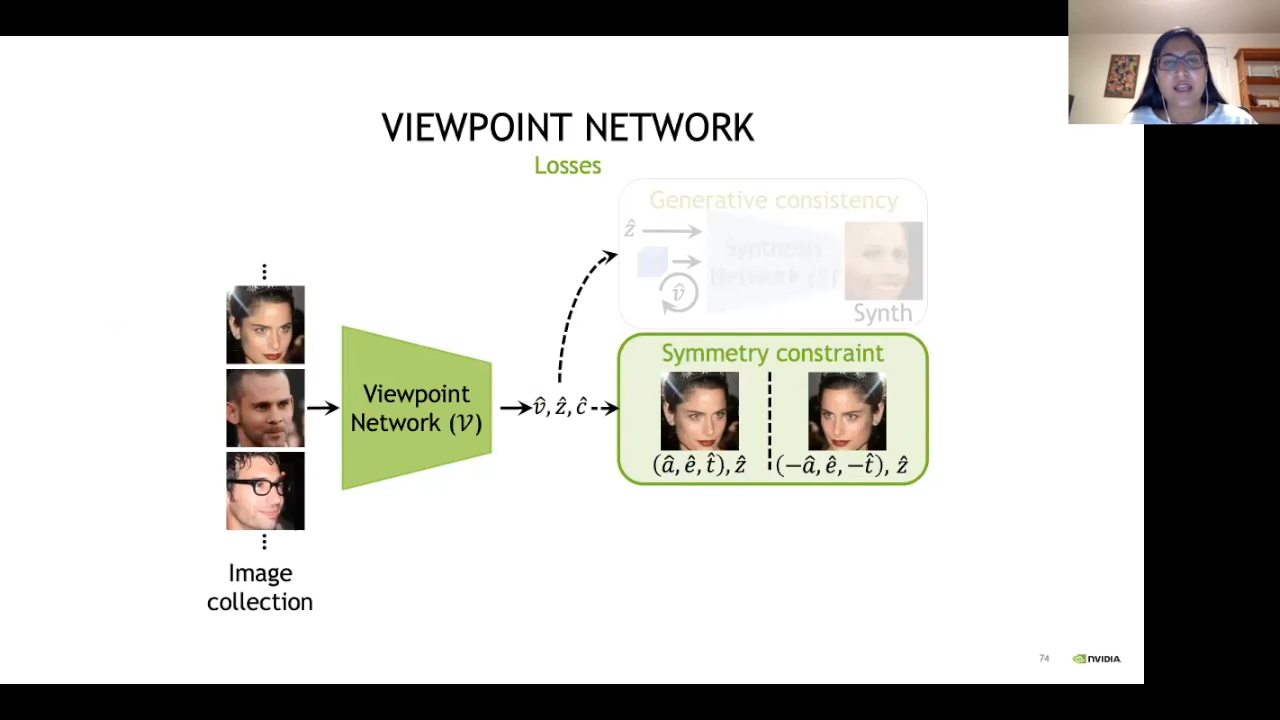 VIEWPOINT NETWORK
Losses
Generative consistency
ẑ
Synthesis
Network (S)
v̂
Synth
Symmetry constraint
(â, ê, t̂), ẑ
(−â, ê, −t̂), ẑ
Viewpoint
Network (𝒱)
v̂, ẑ, ĉ
Image
collection
74
NVIDIA.